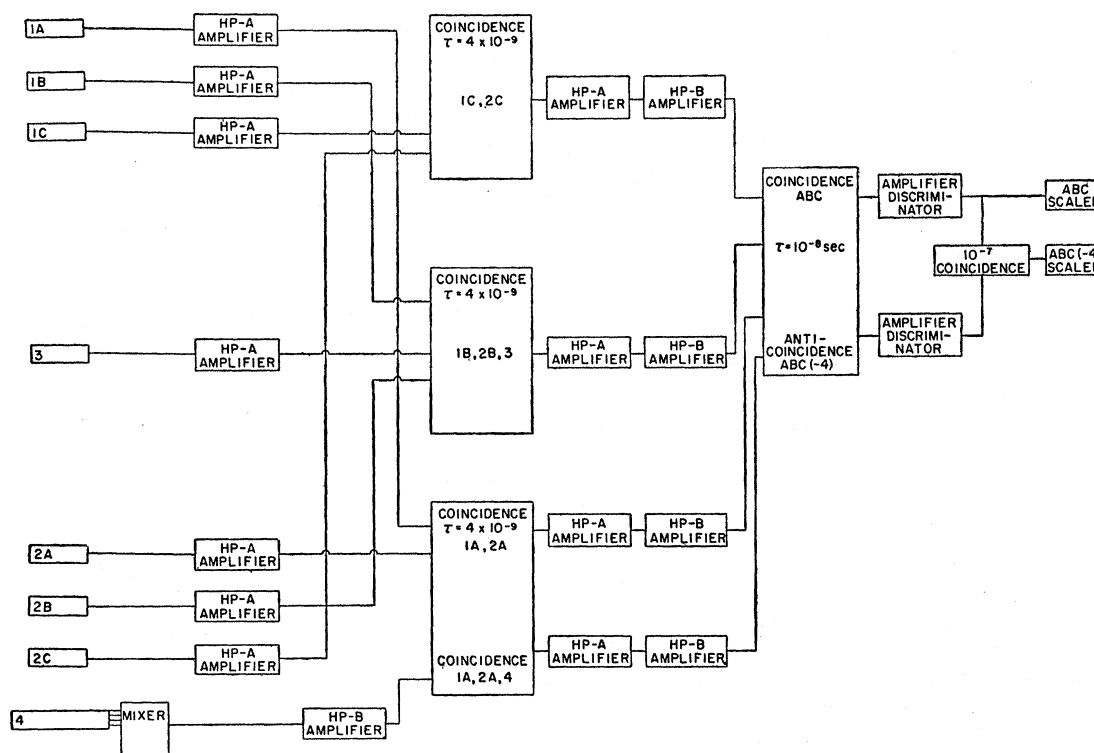 1A
HP-A
AMPLIFIER
1B
HP-A
AMPLIFIER
1C
HP-A
AMPLIFIER
COINCIDENCE
τ = 4 x 10⁻⁹
1C, 2C
HP-A
AMPLIFIER
HP-B
AMPLIFIER
3
HP-A
AMPLIFIER
COINCIDENCE
τ = 4 x 10⁻⁹
1B, 2B, 3
HP-A
AMPLIFIER
HP-B
AMPLIFIER
2A
HP-A
AMPLIFIER
2B
HP-A
AMPLIFIER
2C
HP-A
AMPLIFIER
4
MIXER
HP-B
AMPLIFIER
COINCIDENCE
τ = 4 x 10⁻⁹
1A, 2A
COINCIDENCE
1A, 2A, 4
HP-A
AMPLIFIER
HP-B
AMPLIFIER
HP-A
AMPLIFIER
HP-B
AMPLIFIER
COINCIDENCE
ABC
τ = 10⁻⁸ sec
ANTI-
COINCIDENCE
ABC (-4)
AMPLIFIER
DISCRIMI-
NATOR
AMPLIFIER
DISCRIMI-
NATOR
10⁻⁷
COINCIDENCE
ABC
SCALER
ABC (-4
SCALER